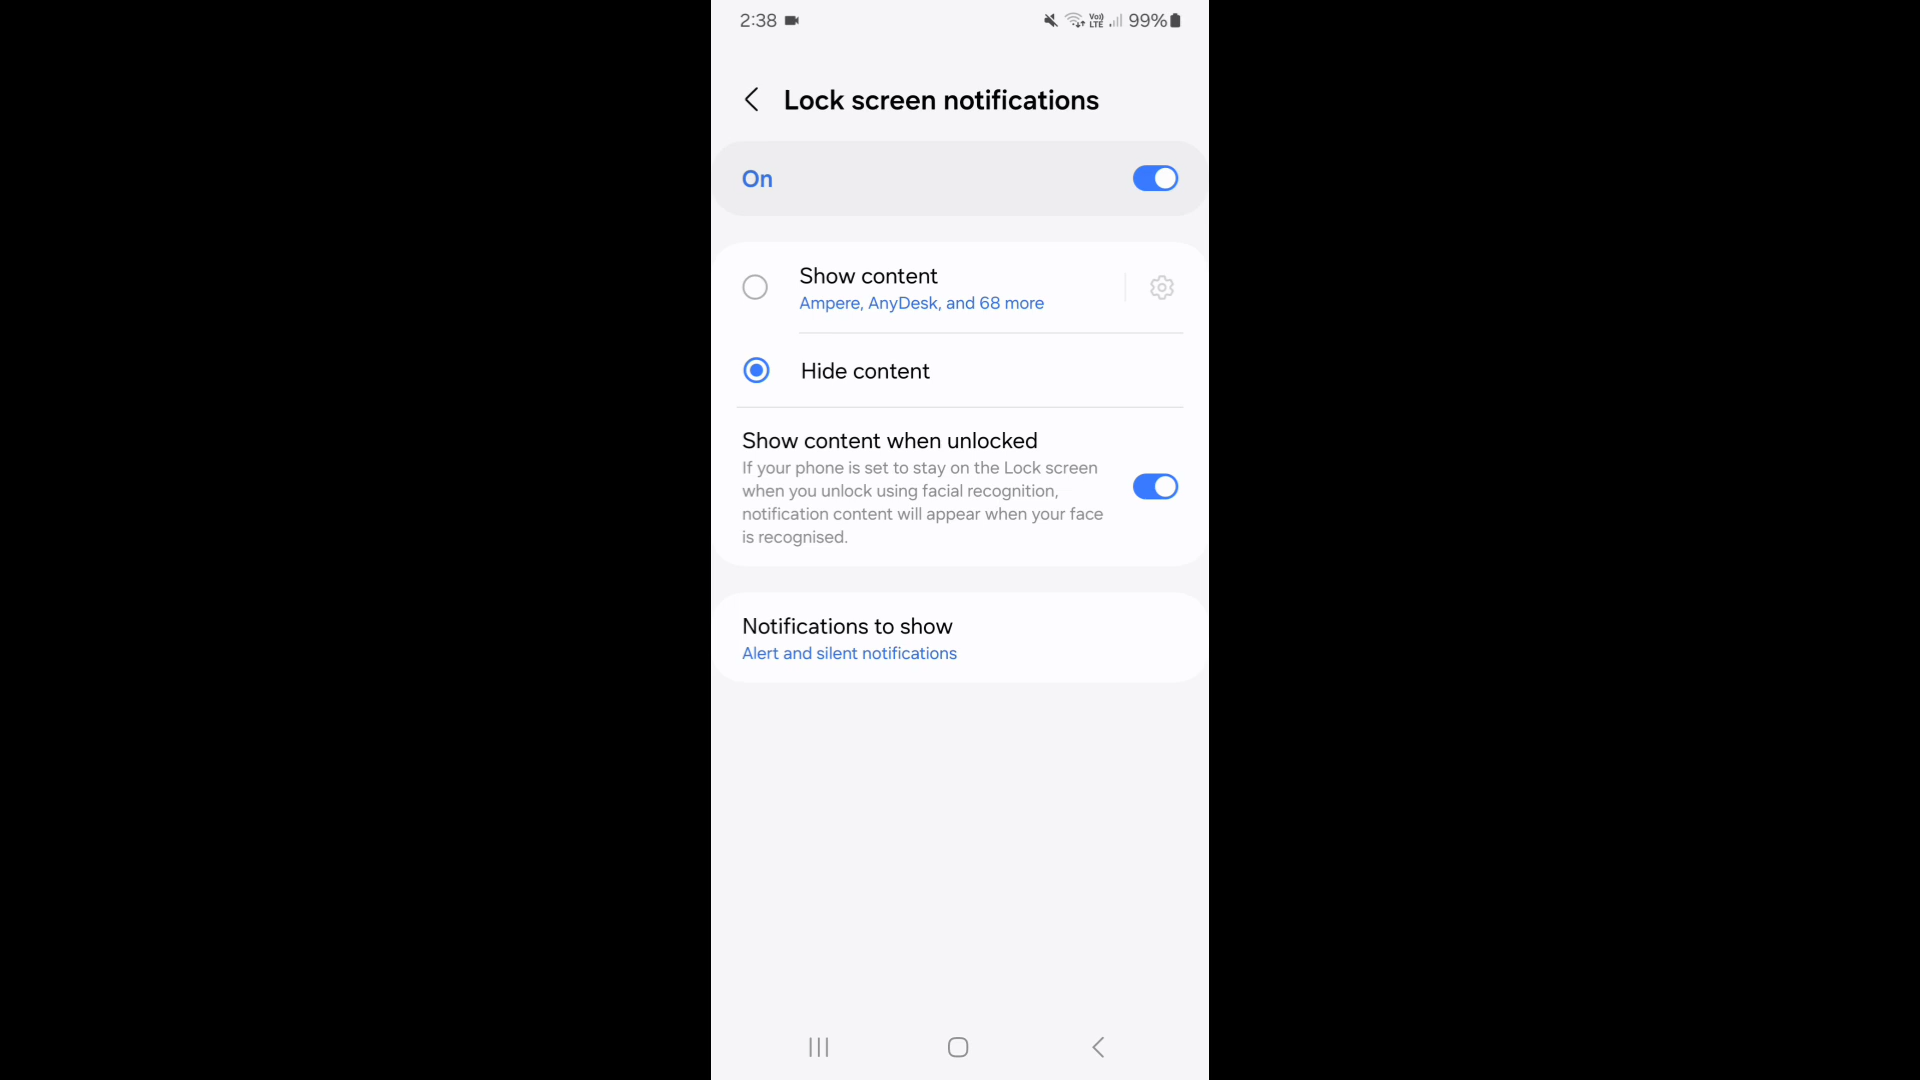 2:38 Vo) LTE 99%
Lock screen notifications
On
Show content
Ampere, AnyDesk, and 68 more
Hide content
Show content when unlocked
If your phone is set to stay on the Lock screen
when you unlock using facial recognition,
notification content will appear when your face
is recognised.
Notifications to show
Alert and silent notifications